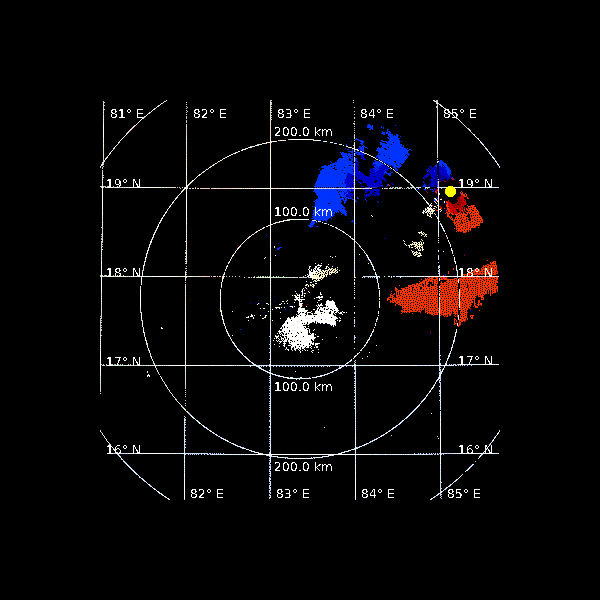 81° E 82° E 83° E 84° E 85° E
200.0 km
19° N 19° N
100.0 km
18° N 18° N
17° N 17° N
100.0 km
16° N 16° N
200.0 km
82° E 83° E 84° E 85° E